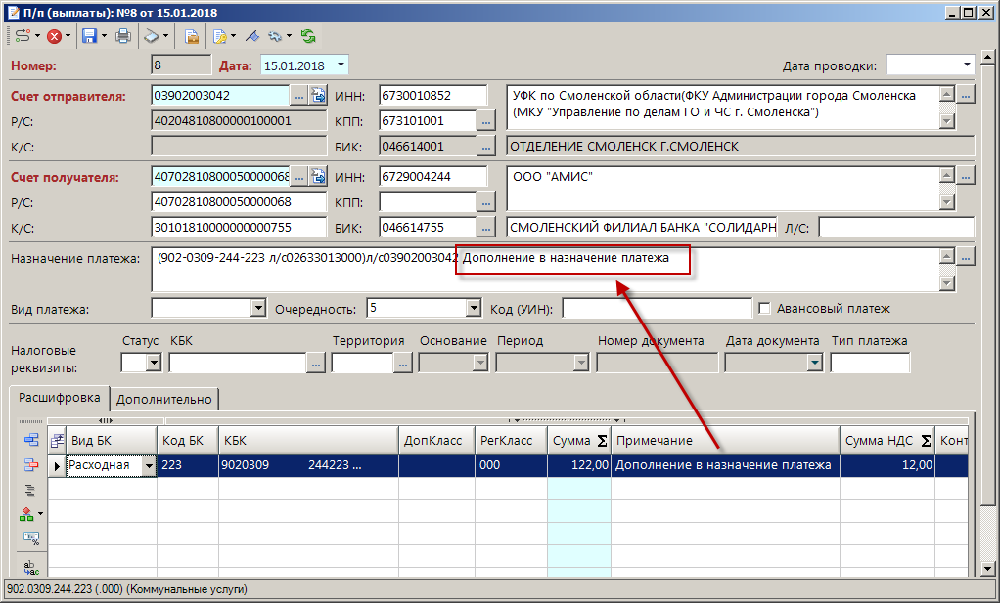 П/п (выплаты): №8 от 15.01.2018
Номер: 8 Дата: 15.01.2018 Дата проводки:
Счет отправителя: 03902003042 ... ИНН: 6730010852 УФК по Смоленской области(ФКУ Администрации города Смоленска ...
(МКУ "Управление по делам ГО и ЧС г. Смоленска")
Р/С: 40204810800000100001 КПП: 673101001 ...
К/С: БИК: 046614001 ... ОТДЕЛЕНИЕ СМОЛЕНСК Г.СМОЛЕНСК
Счет получателя: 40702810800050000068 ... ИНН: 6729004244 ООО "АМИС" ...
Р/С: 40702810800050000068 КПП: ...
К/С: 30101810000000000755 БИК: 046614755 ... СМОЛЕНСКИЙ ФИЛИАЛ БАНКА "СОЛИДАРН Л/С:
Назначение платежа: (902-0309-244-223 л/с02633013000)л/с03902003042 Дополнение в назначение платежа ...
Вид платежа: Очередность: 5 Код (УИН): Авансовый платеж
Налоговые реквизиты: Статус КБК ... Территория ... Основание Период Номер документа Дата документа Тип платежа
Расшифровка Дополнительно
Вид БК Код БК КБК ДопКласс РегКласс Сумма Σ Примечание Сумма НДС Σ Конт
Расходная 223 9020309 244223 ... 000 122,00 Дополнение в назначение платежа 12,00
ab
ac
902.0309.244.223 (.000) (Коммунальные услуги)